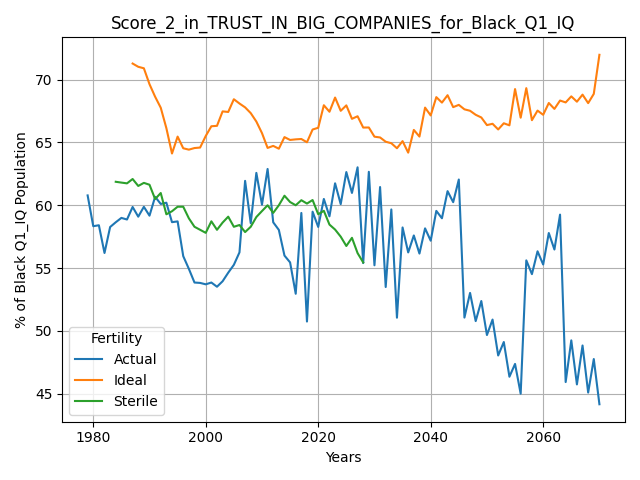 Score_2_in_TRUST_IN_BIG_COMPANIES_for_Black_Q1_IQ
% of Black Q1_IQ Population
70
65
60
55
50
45
Fertility
Actual
Ideal
Sterile
1980
2000
2020
2040
2060
Years